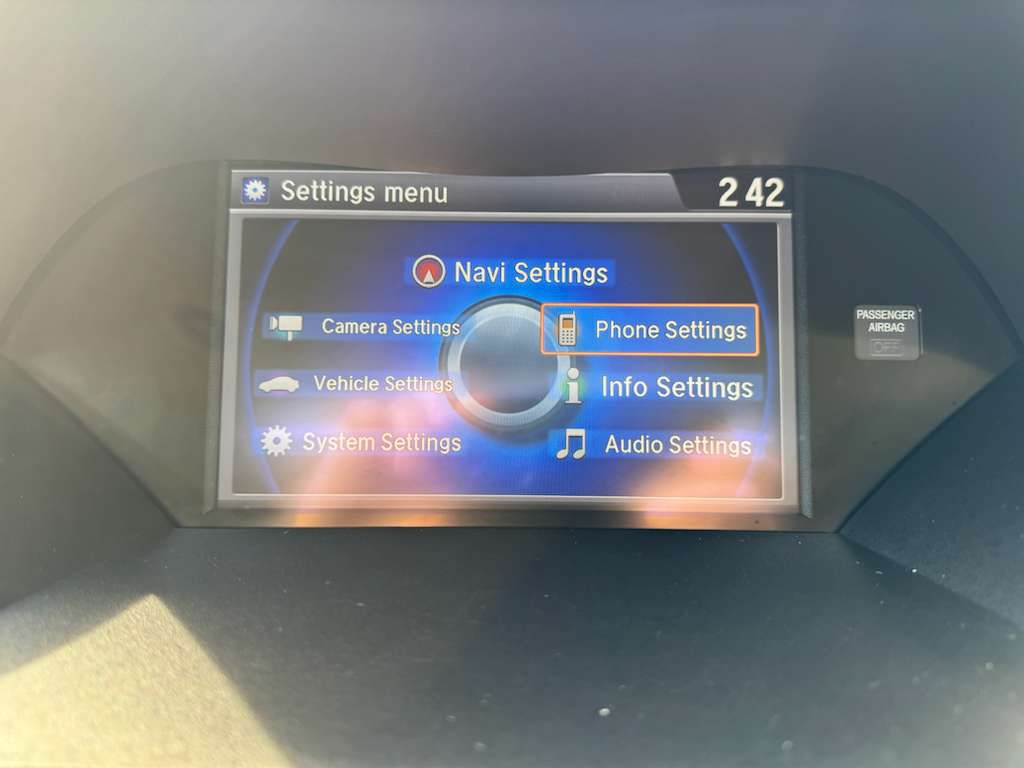 Settings menu
2 42
Navi Settings
Camera Settings
Phone Settings
Vehicle Settings
Info Settings
System Settings
Audio Settings
PASSENGER
AIRBAG
OFF